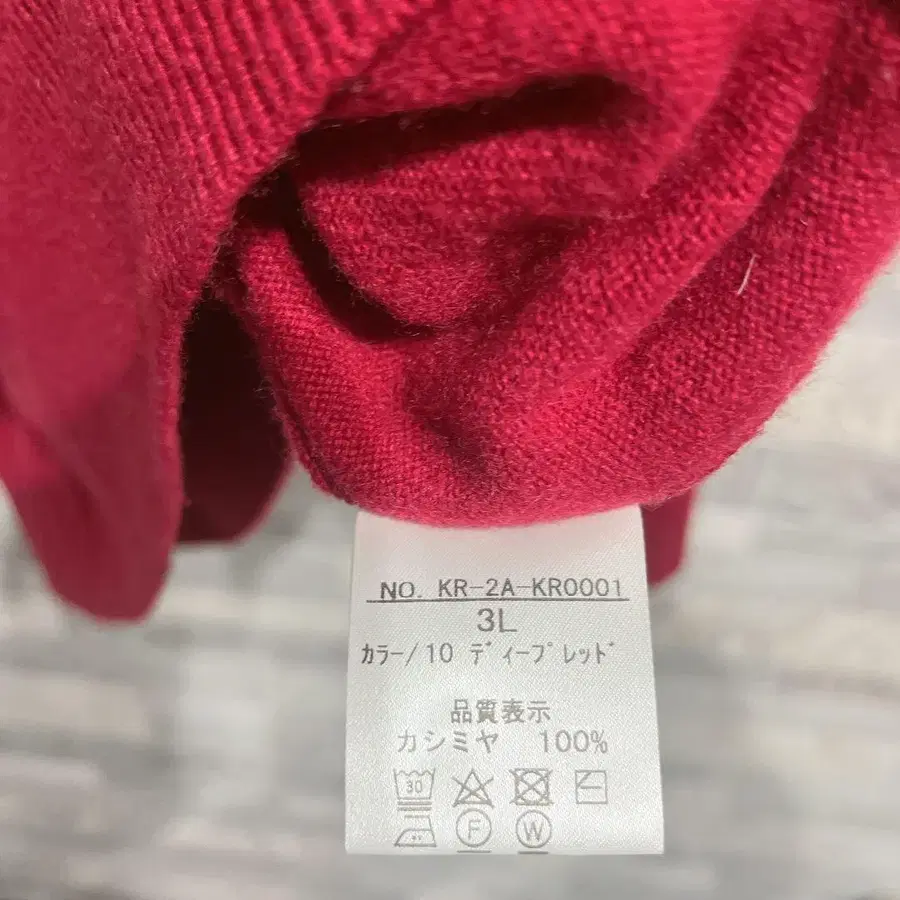 NO. KR-2A-KR0001
3L
カラー/10 ディープレッド
品質表示
カシミヤ 100%
30
F W